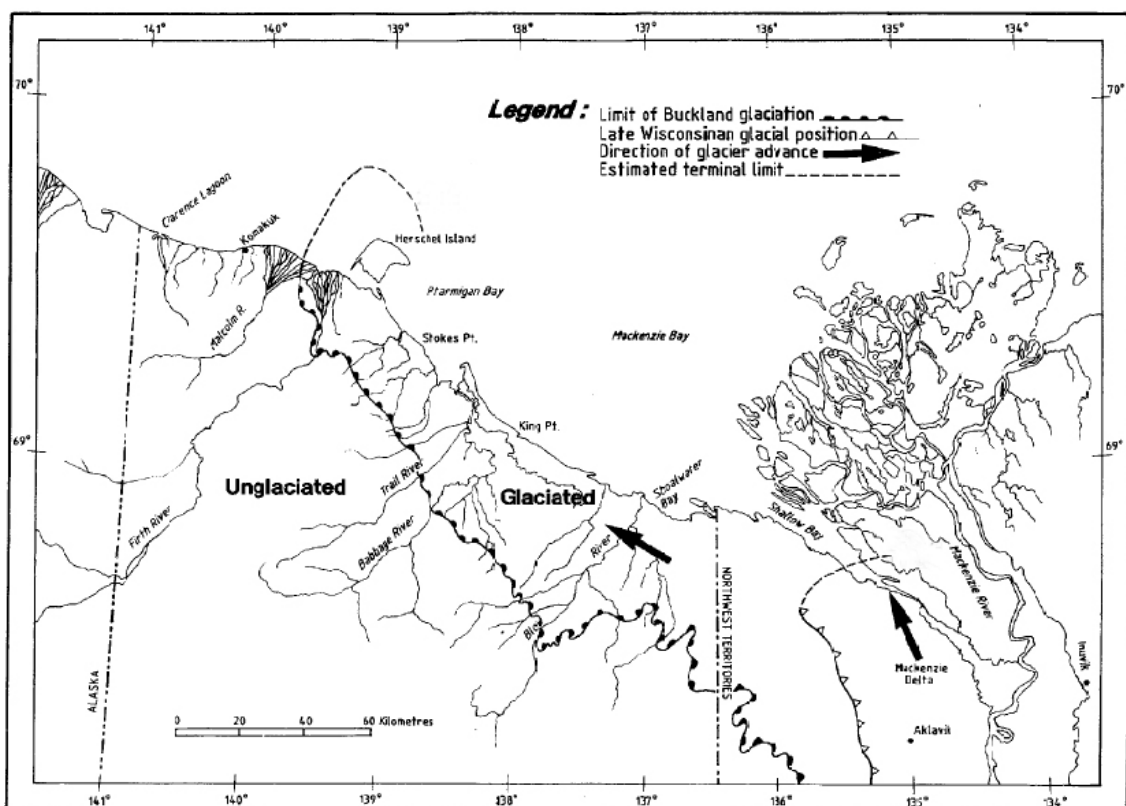 141° 140° 139° 138° 137° 136° 135° 134°
70° 70°
Legend :
Limit of Buckland glaciation
Late Wisconsinan glacial position
Direction of glacier advance
Estimated terminal limit
Clarence Lagoon
Komakuk
Herschel Island
Ptarmigan Bay
Malcolm R.
Stokes Pt.
Mackenzie Bay
King Pt.
69° 69°
Unglaciated
Trail River
Glaciated
Shoalwater
Bay
Shallow Bay
Firth River
Babbage River
River
Mackenzie River
NORTHWEST TERRITORIES
Inuvik
Mackenzie
Delta
ALASKA
0 20 40 60 Kilometres
Aklavik
141° 140° 139° 138° 137° 136° 135° 134°